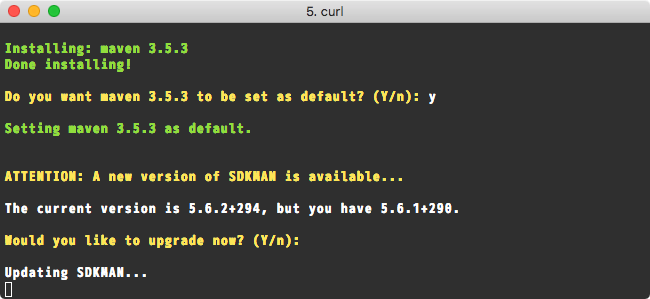 5. curl
Installing: maven 3.5.3
Done installing!
Do you want maven 3.5.3 to be set as default? (Y/n): y
Setting maven 3.5.3 as default.
ATTENTION: A new version of SDKMAN is available...
The current version is 5.6.2+294, but you have 5.6.1+290.
Would you like to upgrade now? (Y/n):
Updating SDKMAN...